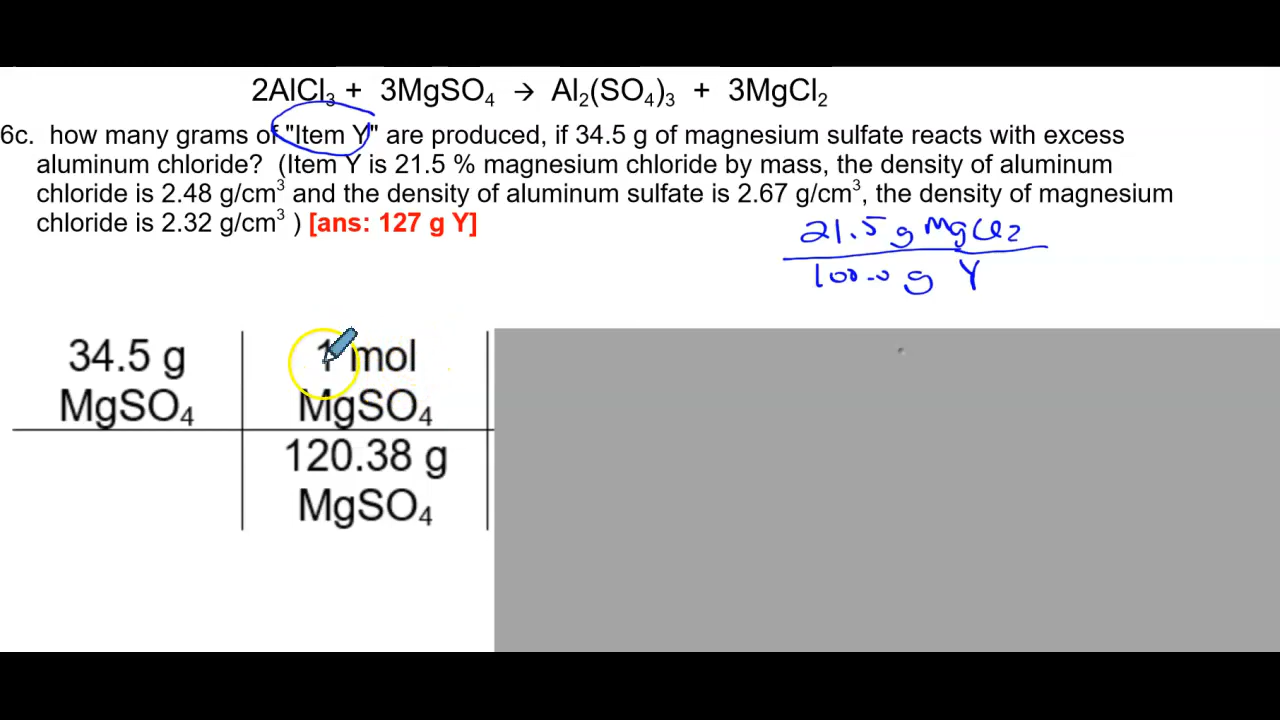 2AlCl₃ + 3MgSO₄ → Al₂(SO₄)₃ + 3MgCl₂
6c. how many grams of "Item Y" are produced, if 34.5 g of magnesium sulfate reacts with excess
aluminum chloride? (Item Y is 21.5 % magnesium chloride by mass, the density of aluminum
chloride is 2.48 g/cm³ and the density of aluminum sulfate is 2.67 g/cm³, the density of magnesium
chloride is 2.32 g/cm³ ) [ans: 127 g Y]
21.5 g MgCl₂
100.0 g Y
34.5 g
MgSO₄
1 mol
MgSO₄
120.38 g
MgSO₄